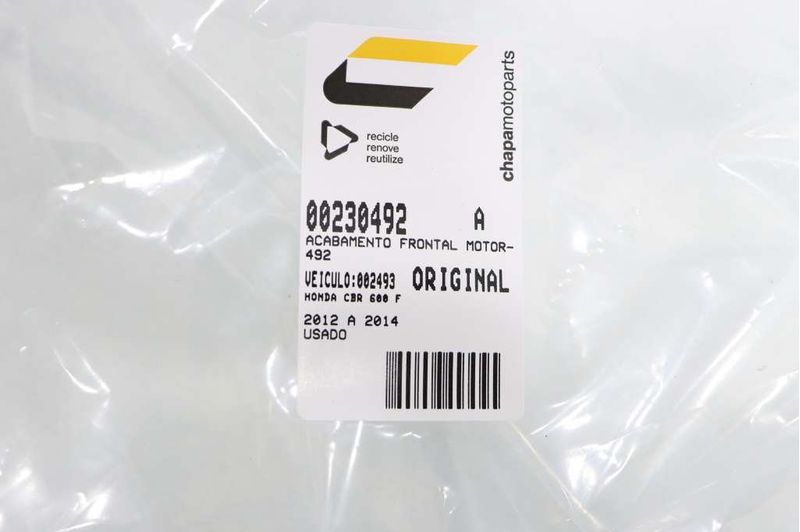 chapamotoparts
recicle
renove
reutilize
00230492 A
ACABAMENTO FRONTAL MOTOR-
492
VEICULO:002493 ORIGINAL
HONDA CBR 600 F
2012 A 2014
USADO